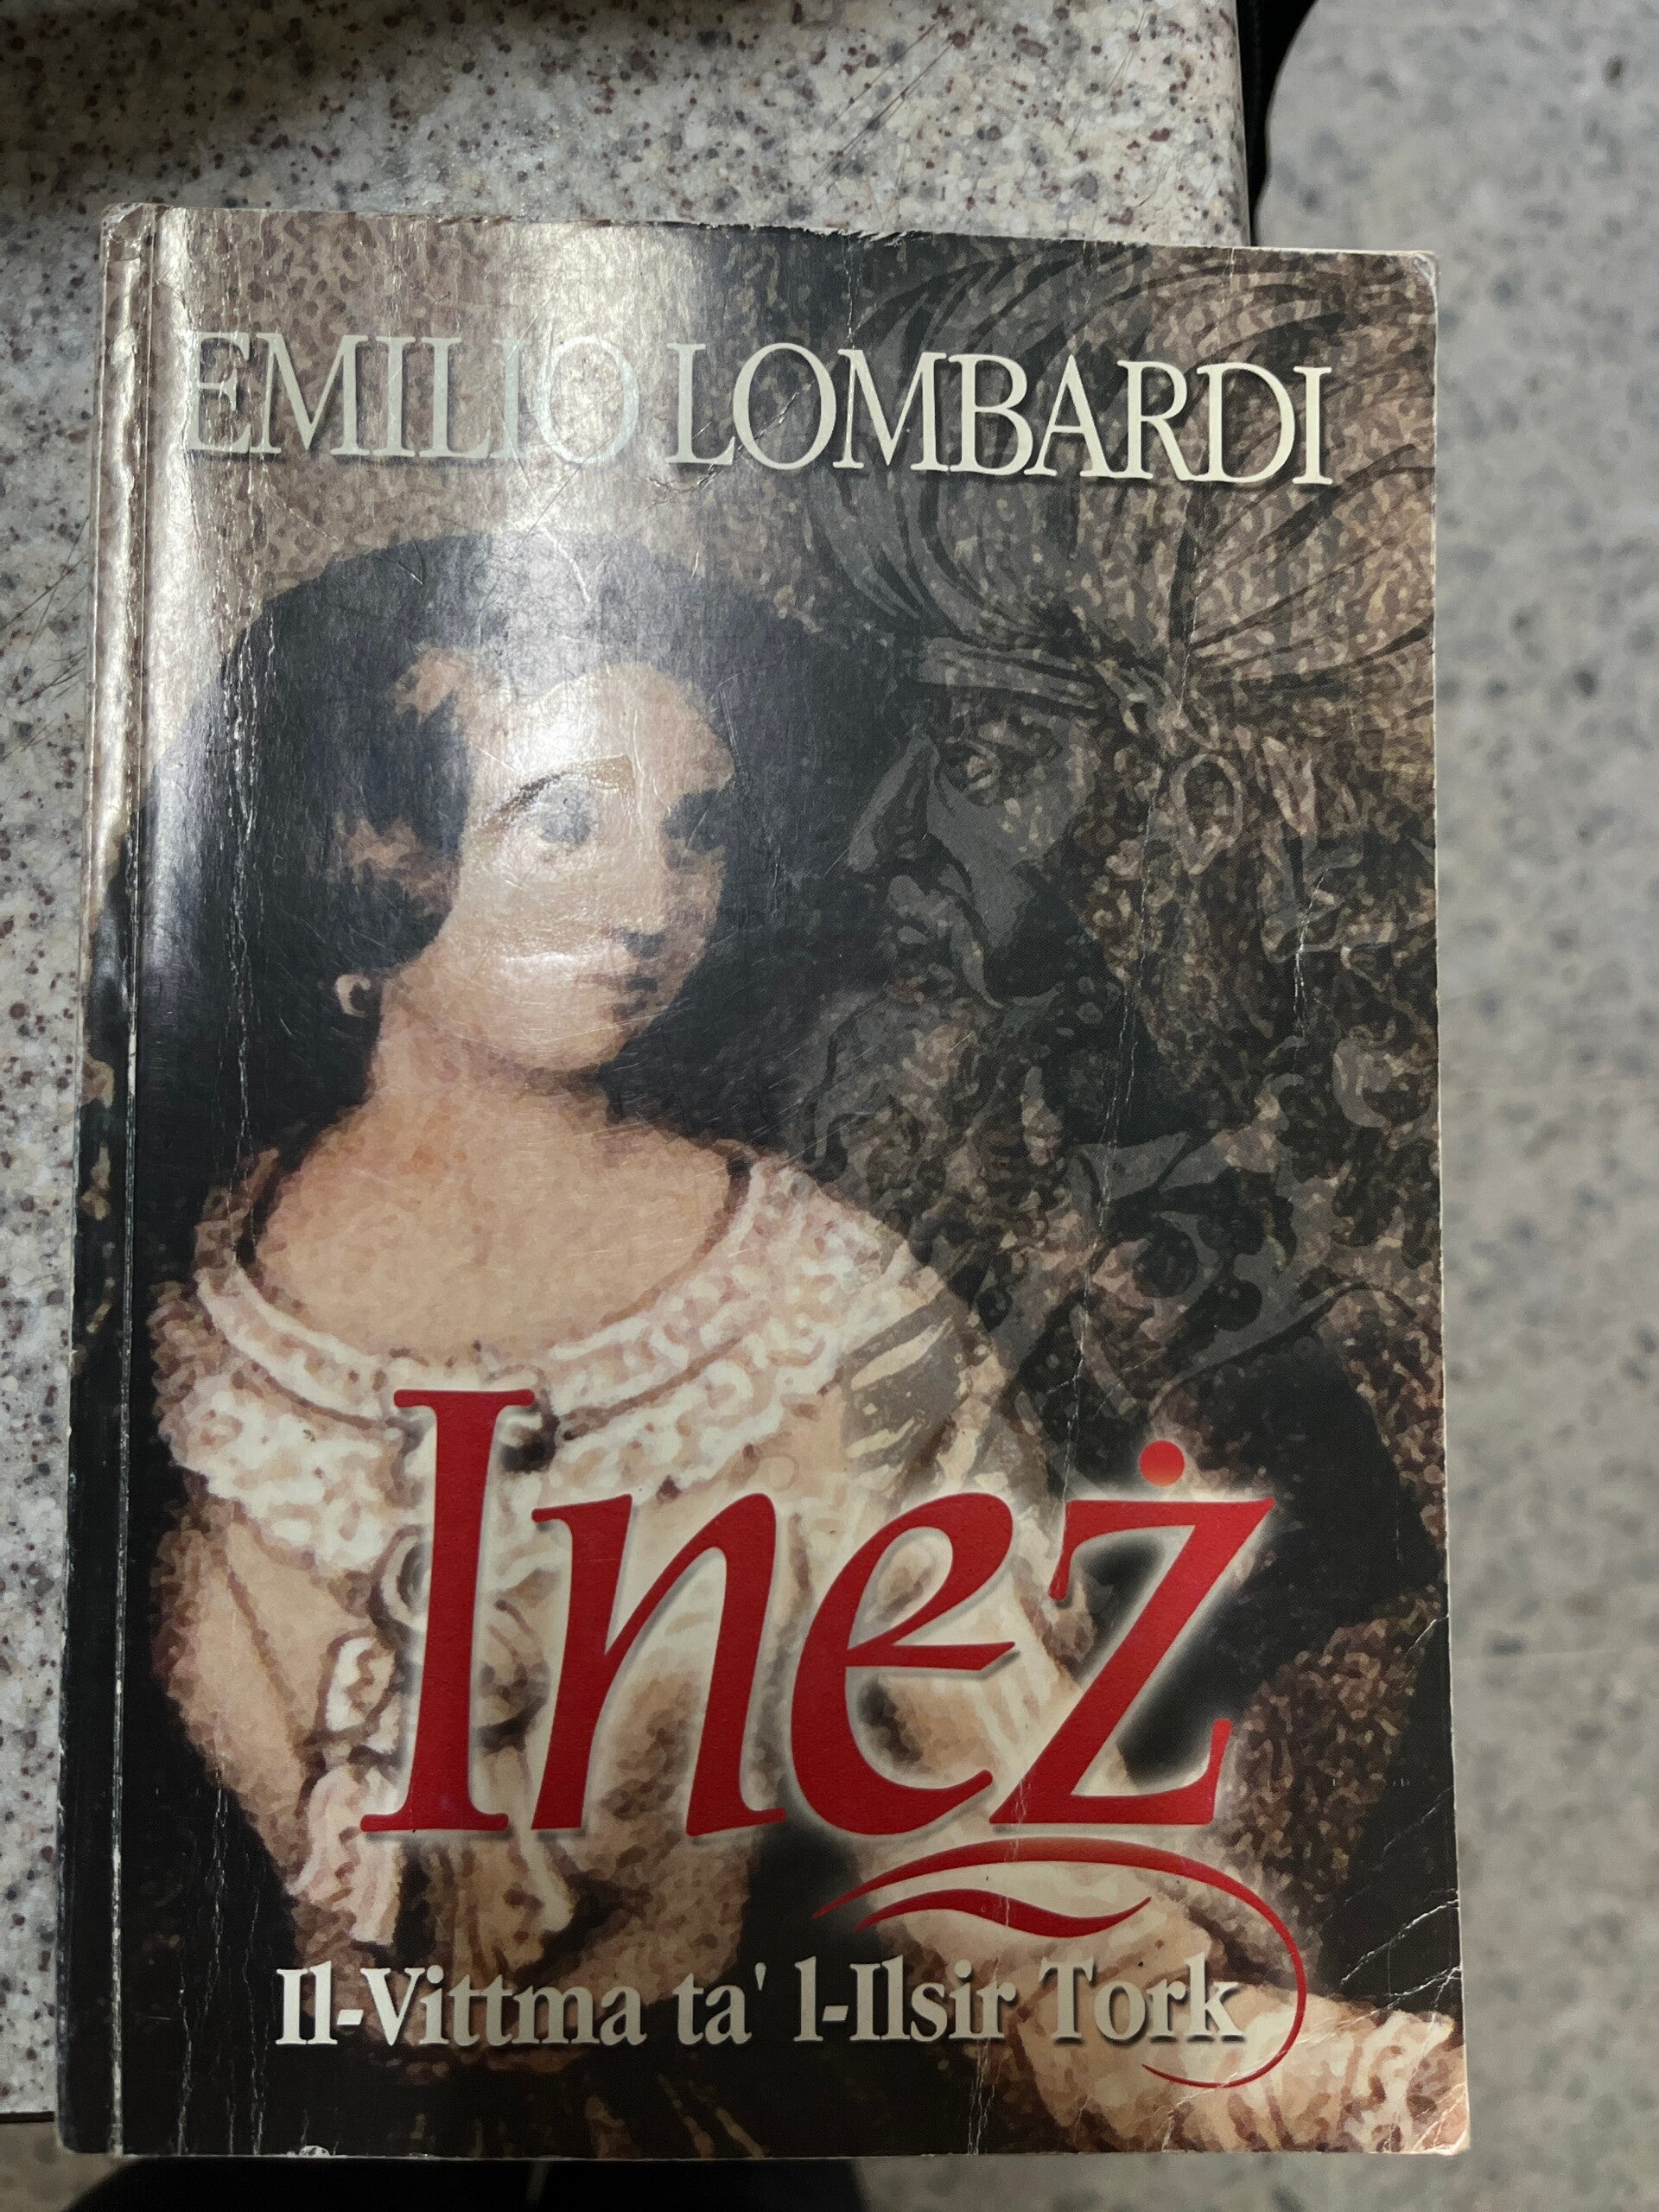 EMILIO LOMBARDI
Ineż
Il-Vittma ta' l-Ilsir Tork